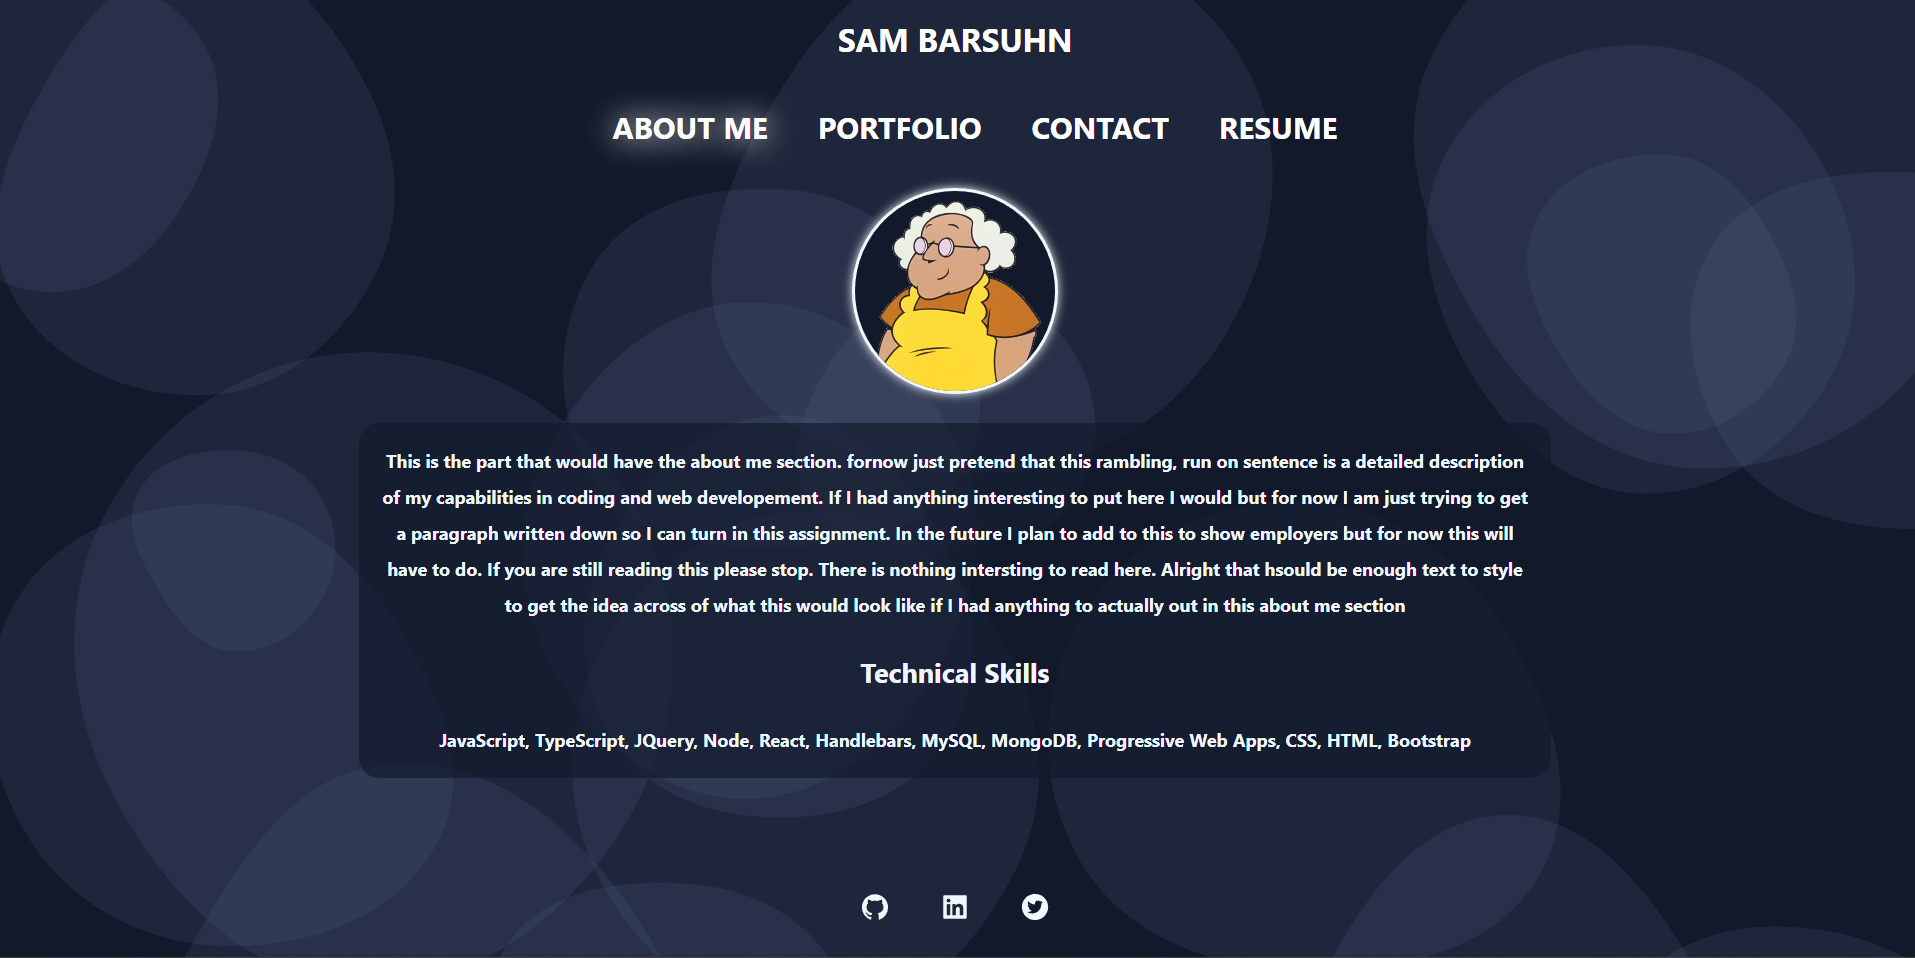 SAM BARSUHN
ABOUT ME PORTFOLIO CONTACT RESUME
This is the part that would have the about me section. fornow just pretend that this rambling, run on sentence is a detailed description
of my capabilities in coding and web developement. If I had anything interesting to put here I would but for now I am just trying to get
a paragraph written down so I can turn in this assignment. In the future I plan to add to this to show employers but for now this will
have to do. If you are still reading this please stop. There is nothing intersting to read here. Alright that hsould be enough text to style
to get the idea across of what this would look like if I had anything to actually out in this about me section
Technical Skills
JavaScript, TypeScript, JQuery, Node, React, Handlebars, MySQL, MongoDB, Progressive Web Apps, CSS, HTML, Bootstrap
in